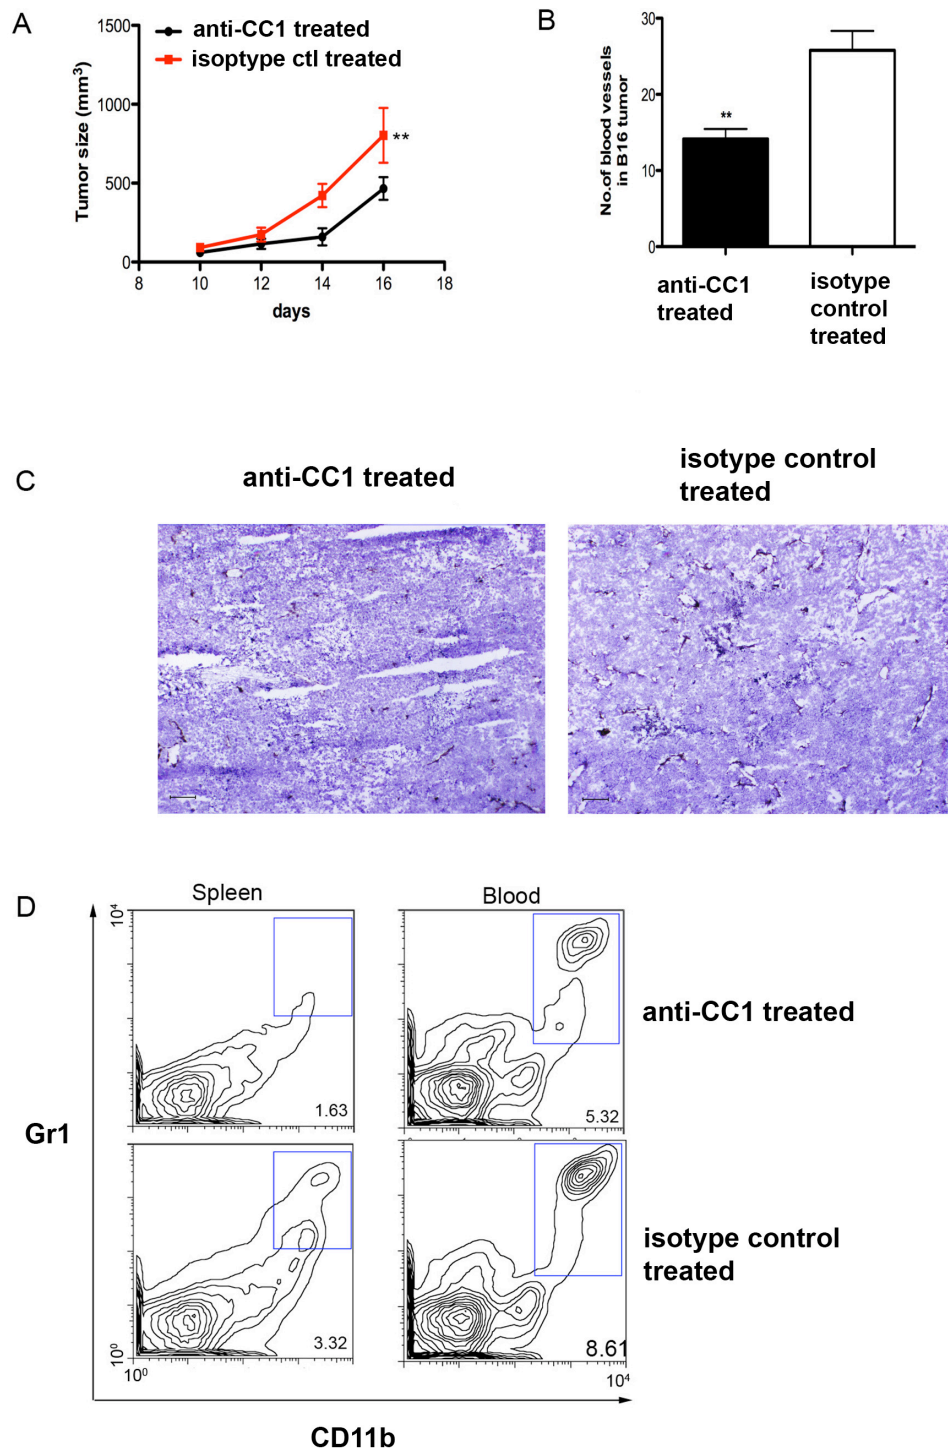 A
1500
1000
500
0
8
10
12
14
16
18
Tumor size (mm³)
days
anti-CC1 treated
isoptype ctl treated
**
B
30
20
10
0
No.of blood vessels
in B16 tumor
**
anti-CC1
treated
isotype
control
treated
C
anti-CC1 treated
isotype control
treated
D
Spleen
Blood
10⁴
1.63
5.32
anti-CC1 treated
Gr1
3.32
8.61
isotype control
treated
10⁰
10⁰
10⁴
CD11b